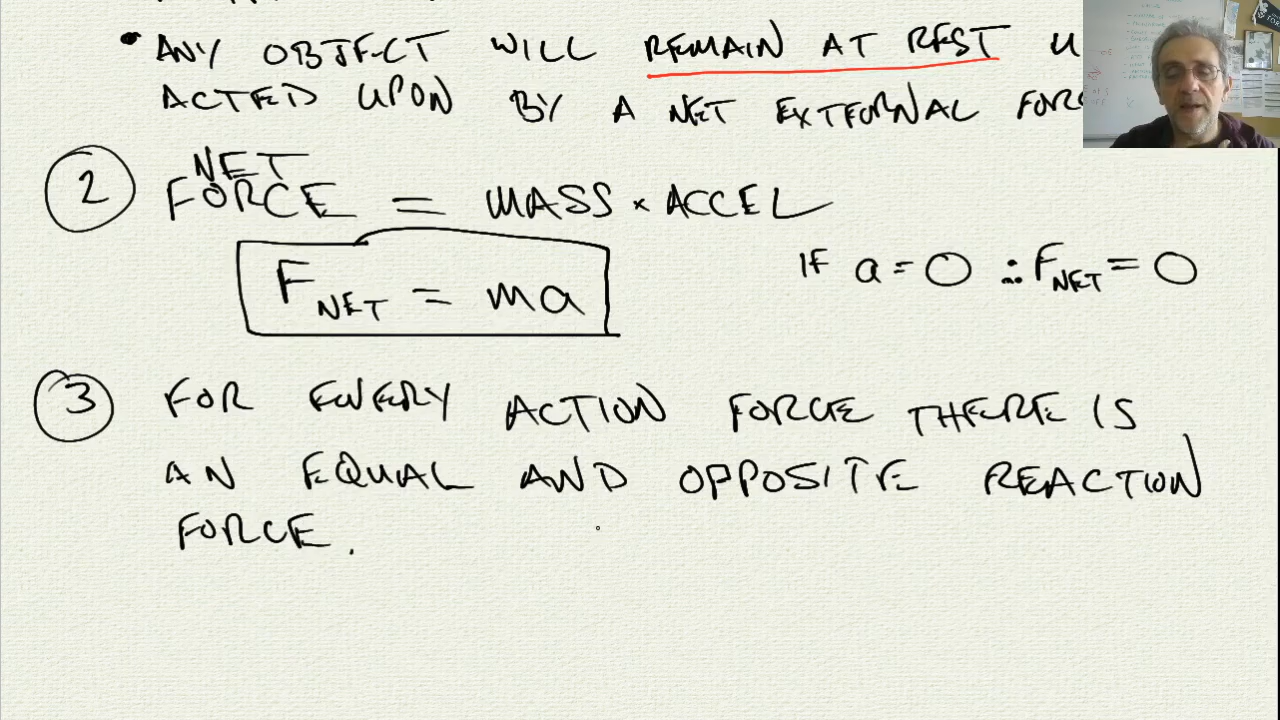 • ANY OBJECT WILL REMAIN AT REST U
ACTED UPON BY A NET EXTERNAL FORC
2 NET
FORCE = MASS × ACCEL
F NET = ma
IF a = 0 ∴ F NET = 0
3 FOR EVERY ACTION FORCE THERE IS
AN EQUAL AND OPPOSITE REACTION
FORCE.